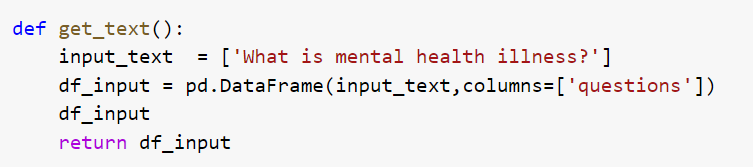 def get_text():
    input_text  = ['What is mental health illness?']
    df_input = pd.DataFrame(input_text,columns=['questions'])
    df_input
    return df_input